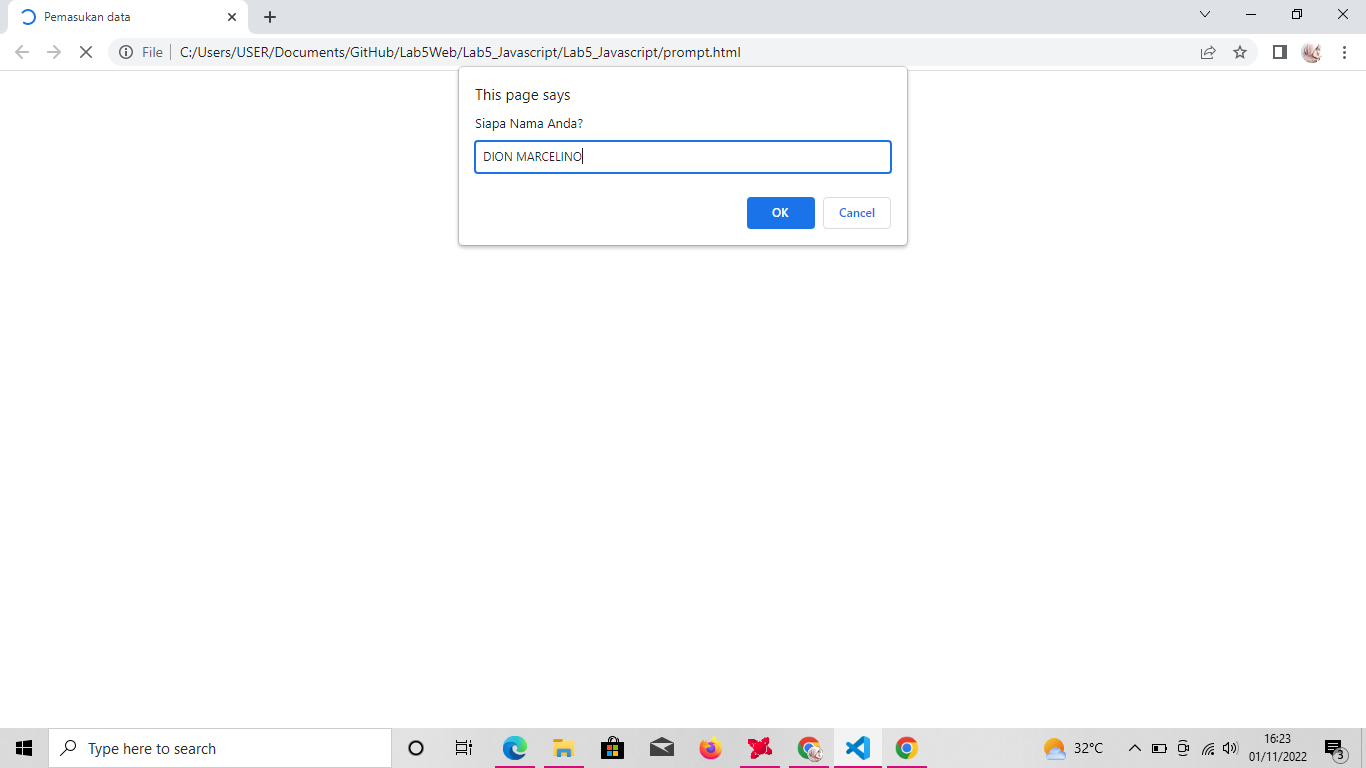 Pemasukan data
File
C:/Users/USER/Documents/GitHub/Lab5Web/Lab5_Javascript/Lab5_Javascript/prompt.html
This page says
Siapa Nama Anda?
DION MARCELINO
OK Cancel
Type here to search
32°C
16:23
01/11/2022
3